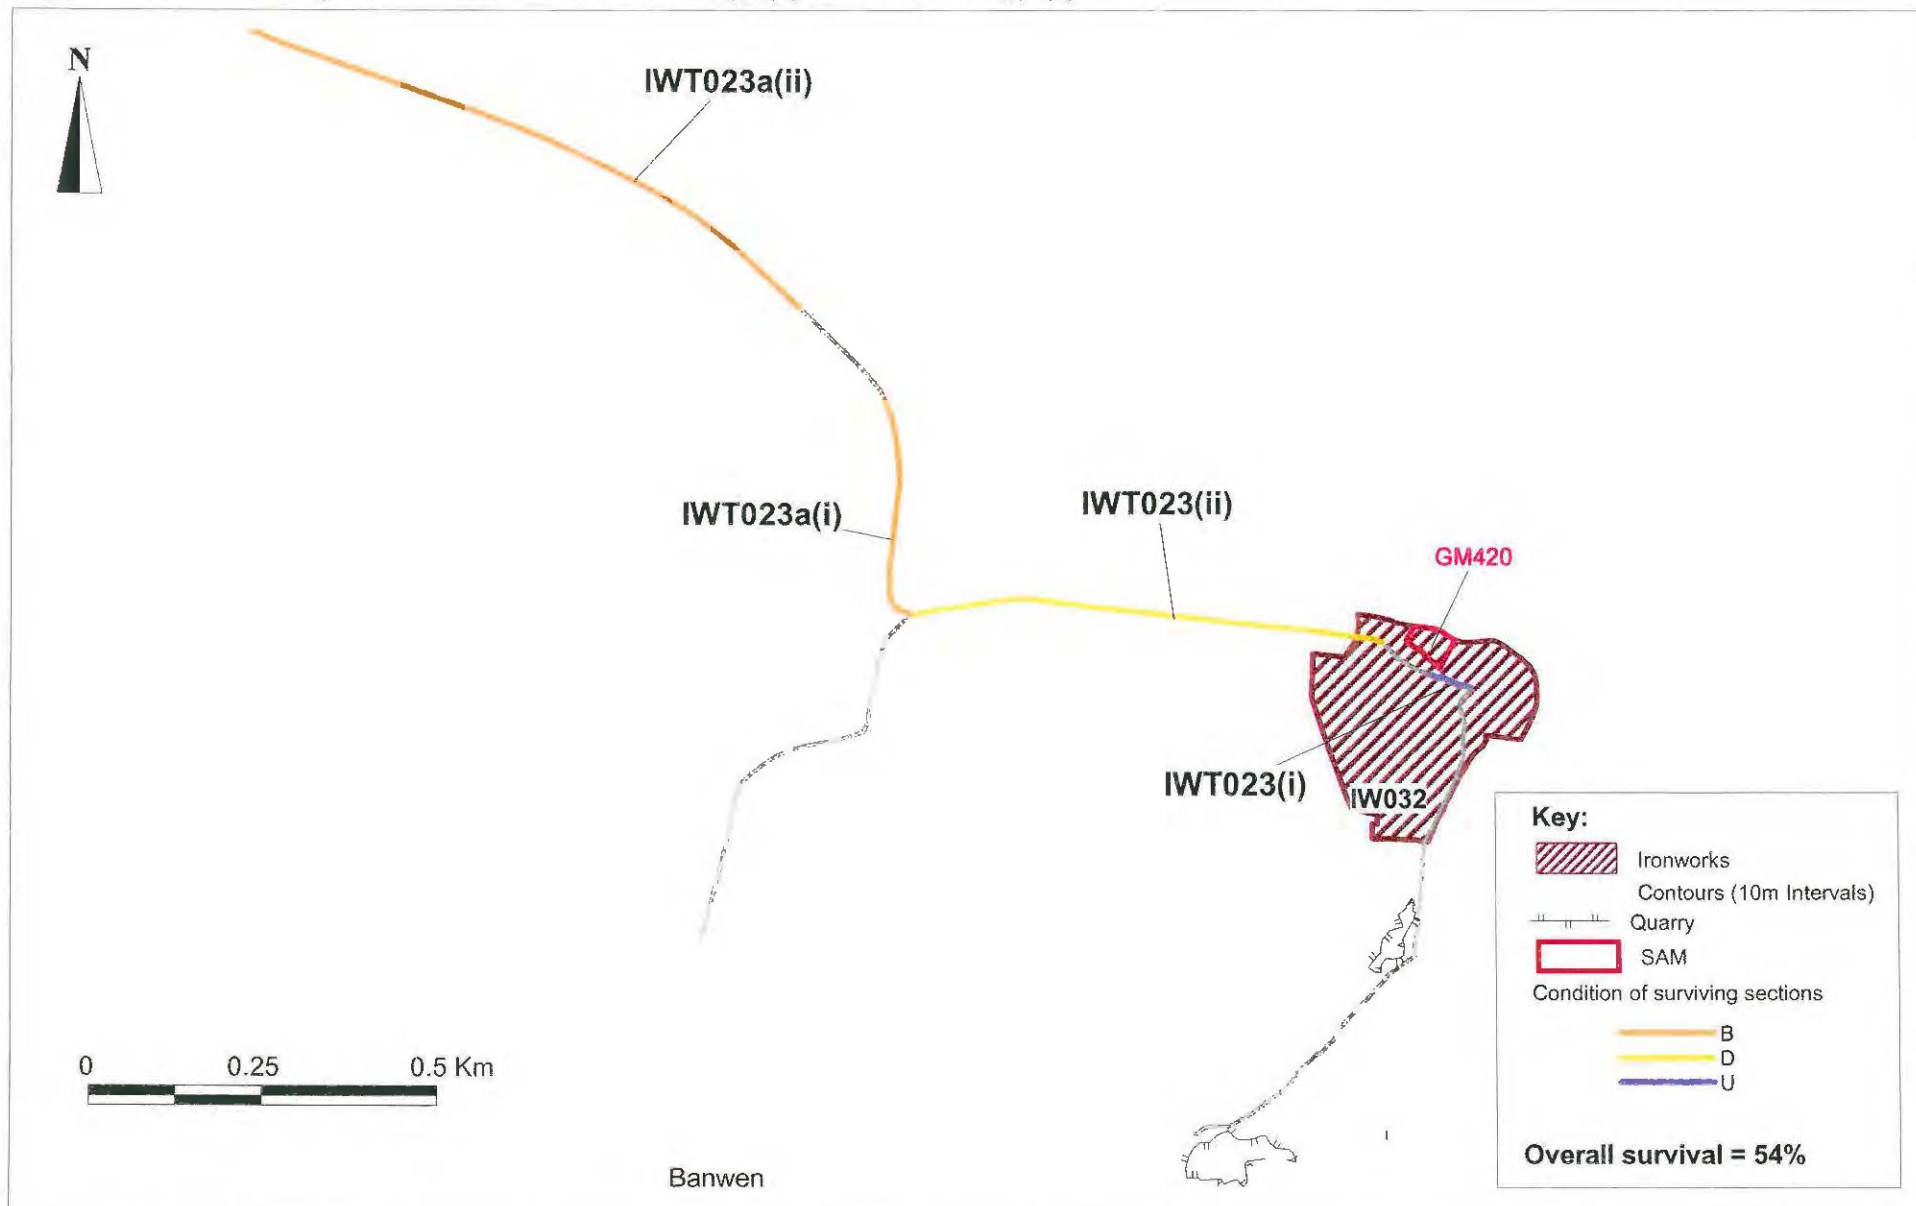 N
IWT023a(ii)
IWT023a(i)
IWT023(ii)
GM420
IWT023(i)
IW032
Key:
Ironworks
Contours (10m Intervals)
Quarry
SAM
Condition of surviving sections
B
D
U
Overall survival = 54%
0 0.25 0.5 Km
Banwen